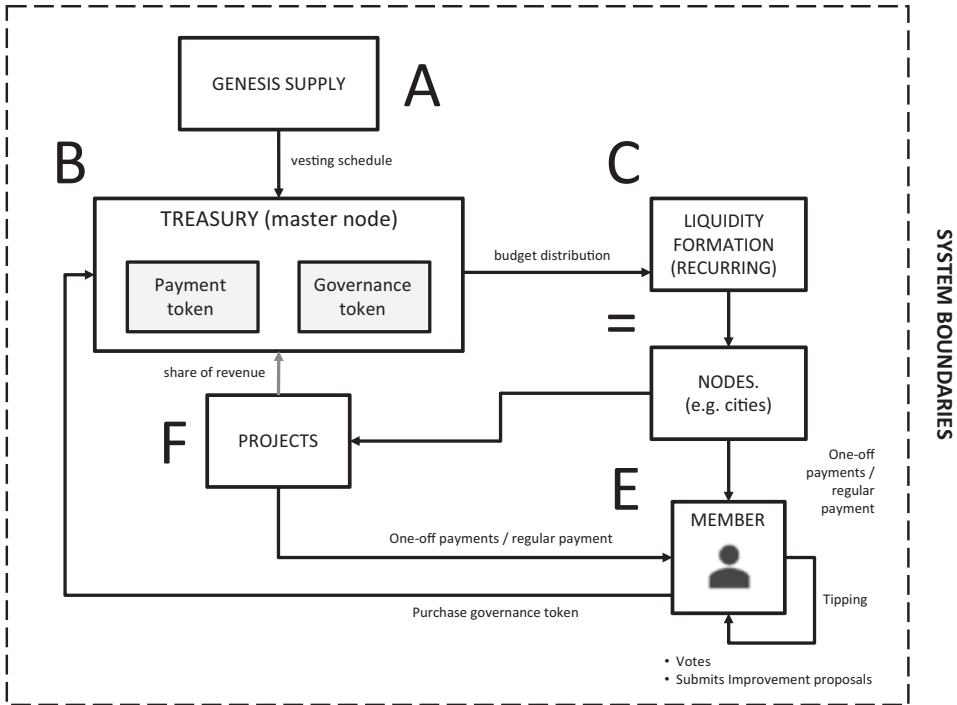 GENESIS SUPPLY
A
vesting schedule
B
TREASURY (master node)
Payment
token
Governance
token
budget distribution
C
LIQUIDITY
FORMATION
(RECURRING)
=
NODES.
(e.g. cities)
share of revenue
F
PROJECTS
One-off
payments /
regular
payment
E
MEMBER
One-off payments / regular payment
Tipping
Purchase governance token
• Votes
• Submits Improvement proposals
SYSTEM BOUNDARIES